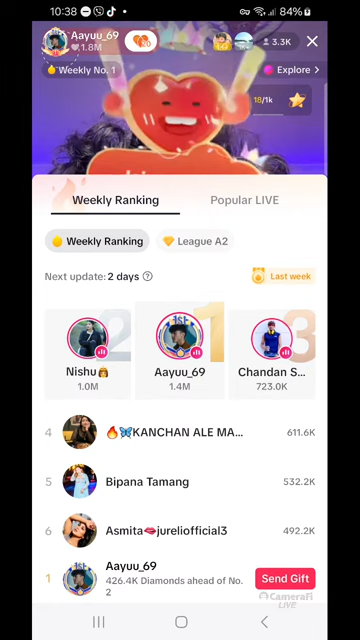 10:38
84%
Aayuu_69
1.8M
20
3.3K
Weekly No. 1
Explore >
18/1k
Weekly Ranking
Popular LIVE
Weekly Ranking
League A2
Next update: 2 days
Last week
2
1
3
Nishu
1.0M
Aayuu_69
1.4M
Chandan S...
723.0K
4 🔥🦋KANCHAN ALE MA... 611.6K
5 Bipana Tamang 532.2K
6 Asmita💋jureliofficial3 492.2K
1 Aayuu_69
426.4K Diamonds ahead of No.
2
Send Gift
CameraFi
LIVE